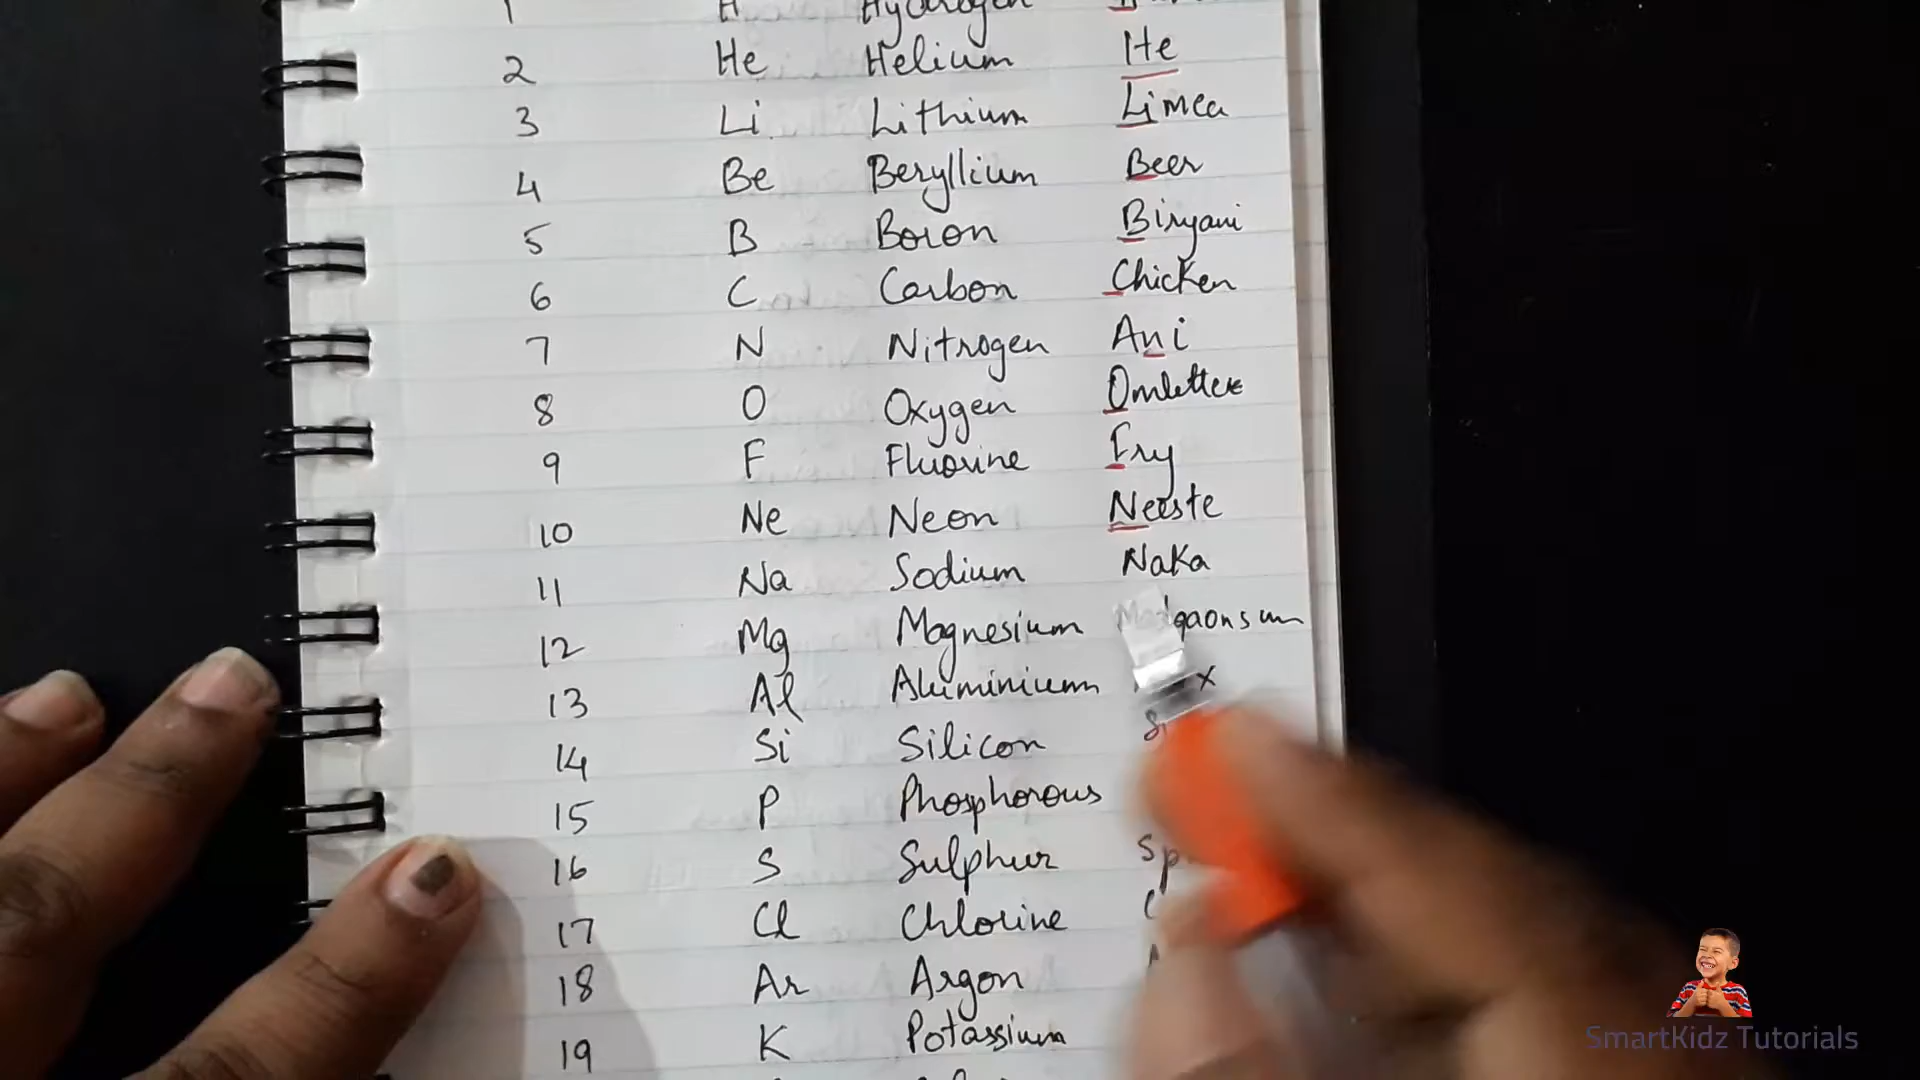 1 H Hydrogen
2 He Helium He
3 Li Lithium Limca
4 Be Beryllium Beer
5 B Boron Biryani
6 C Carbon Chicken
7 N Nitrogen Ani
8 O Oxygen Omlette
9 F Fluorine Fry
10 Ne Neon Neeste
11 Na Sodium Naka
12 Mg Magnesium
13 Al Aluminium
14 Si Silicon
15 P Phosphorous
16 S Sulphur
17 Cl Chlorine
18 Ar Argon
19 K Potassium
SmartKidz Tutorials